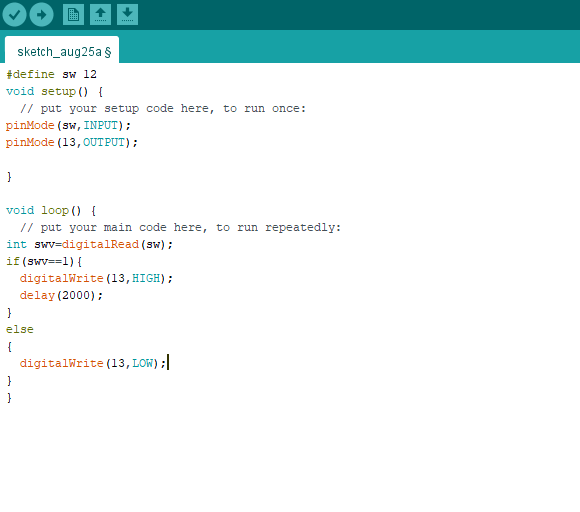 sketch_aug25a §
#define sw 12
void setup() {
  // put your setup code here, to run once:
pinMode(sw,INPUT);
pinMode(13,OUTPUT);

}

void loop() {
  // put your main code here, to run repeatedly:
int swv=digitalRead(sw);
if(swv==1){
  digitalWrite(13,HIGH);
  delay(2000);
}
else
{
  digitalWrite(13,LOW);
}
}